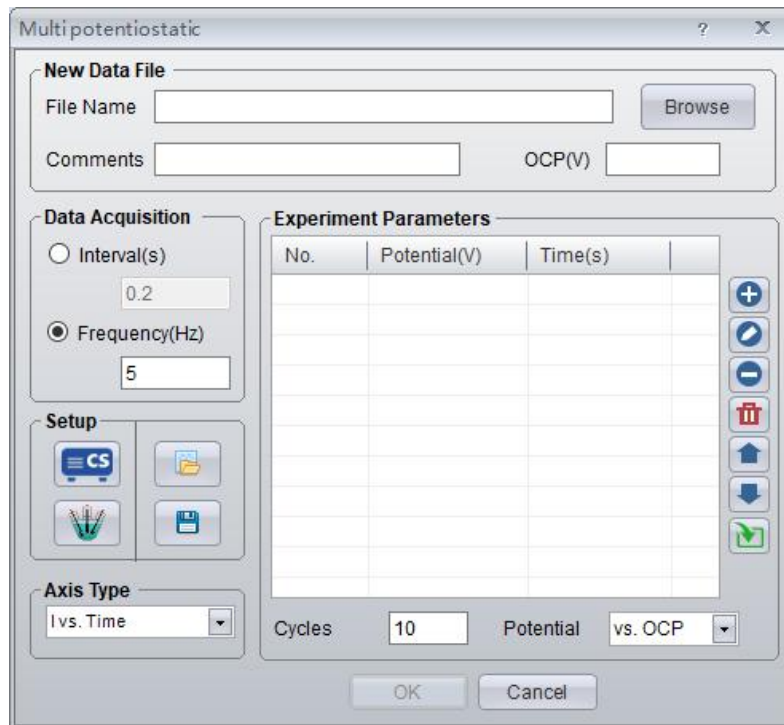 Multi potentiostatic
?
X
New Data File
File Name
Browse
Comments
OCP(V)
Data Acquisition
Interval(s)
0.2
Frequency(Hz)
5
Setup
CS
Axis Type
I vs. Time
Experiment Parameters
No. Potential(V) Time(s)
Cycles 10 Potential vs. OCP
OK Cancel